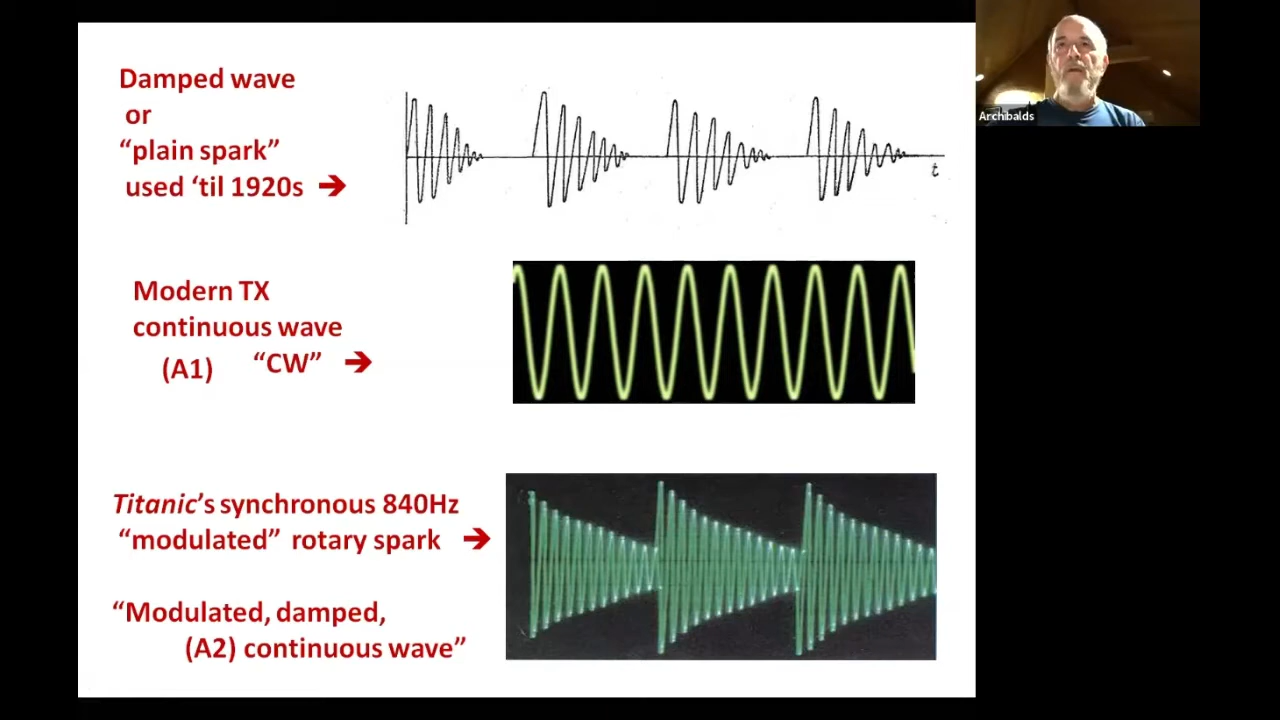 Damped wave
or
“plain spark”
used ‘til 1920s ➔
t
Modern TX
continuous wave
(A1) “CW” ➔
Titanic’s synchronous 840Hz
“modulated” rotary spark ➔
“Modulated, damped,
(A2) continuous wave”
Archibalds